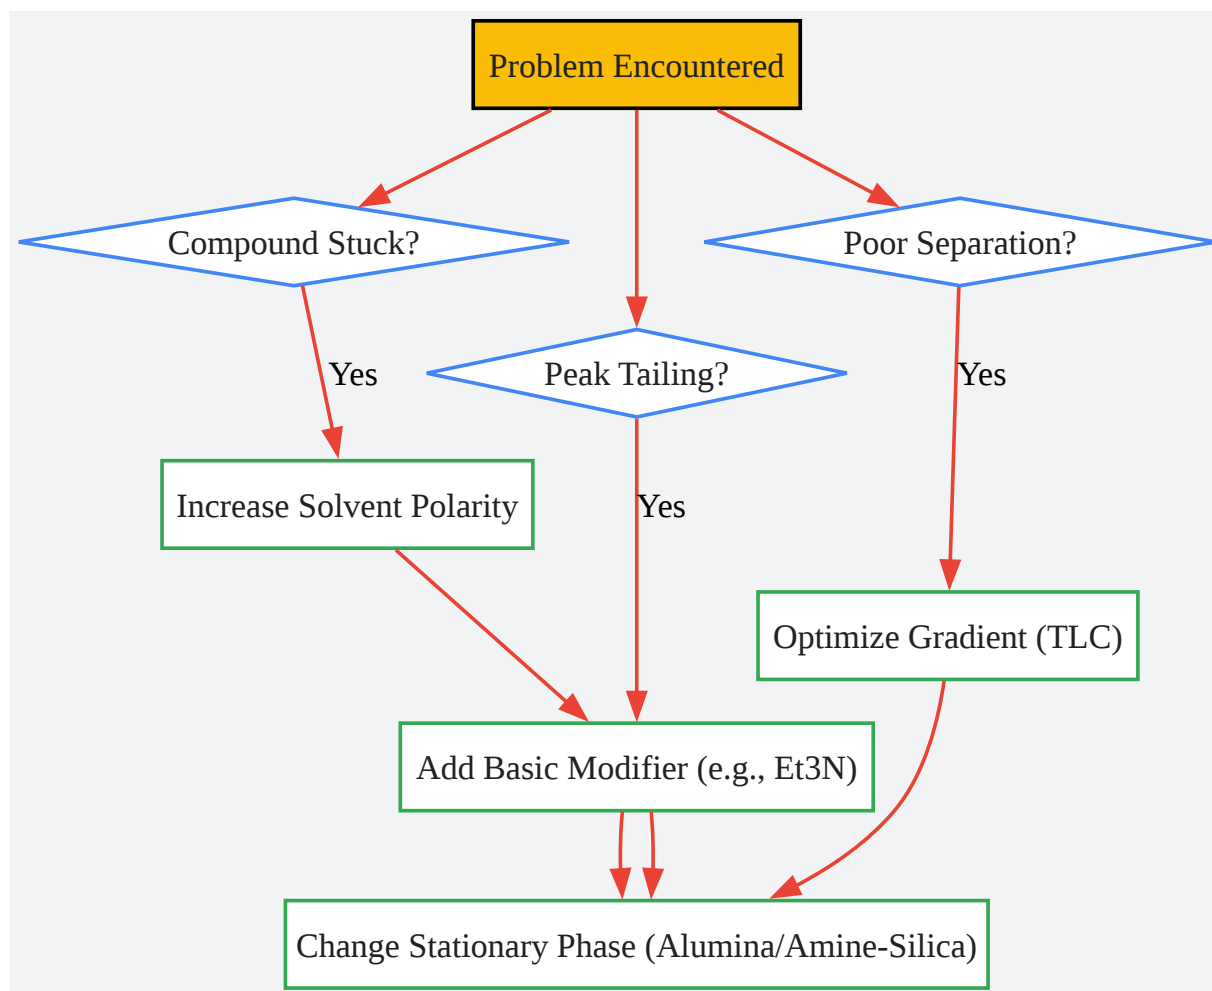 Problem Encountered
Compound Stuck?
Poor Separation?
Yes
Peak Tailing?
Yes
Increase Solvent Polarity
Yes
Optimize Gradient (TLC)
Add Basic Modifier (e.g., Et3N)
Change Stationary Phase (Alumina/Amine-Silica)